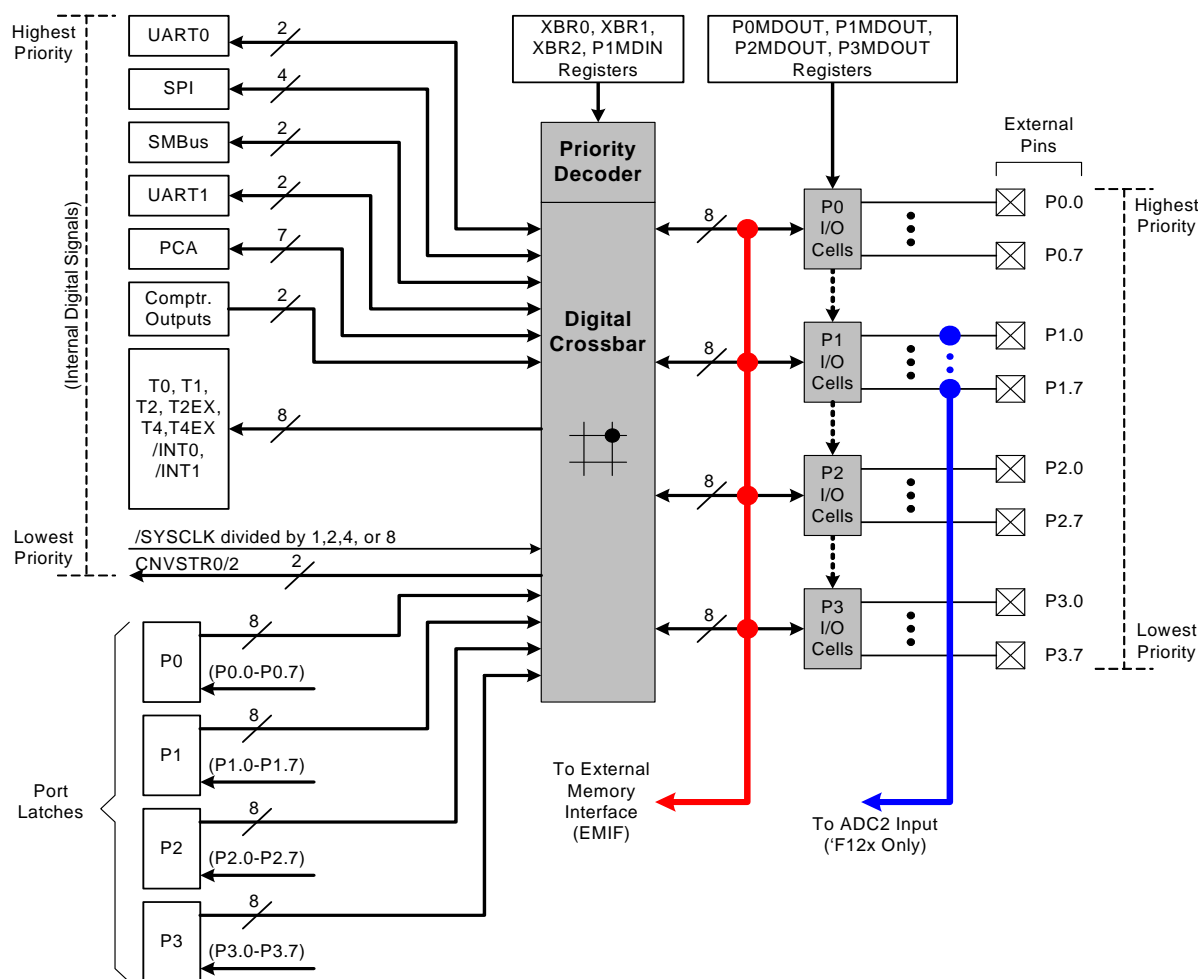 Highest
Priority
UART0
2
SPI
4
SMBus
2
UART1
2
PCA
7
Comptr.
Outputs
2
T0, T1,
T2, T2EX,
T4,T4EX
/INT0,
/INT1
8
(Internal Digital Signals)
Lowest
Priority
/SYSCLK divided by 1,2,4, or 8
CNVSTR0/2
2
Port
Latches
P0
8
(P0.0-P0.7)
P1
8
(P1.0-P1.7)
P2
8
(P2.0-P2.7)
P3
8
(P3.0-P3.7)
XBR0, XBR1,
XBR2, P1MDIN
Registers
Priority
Decoder
Digital
Crossbar
P0MDOUT, P1MDOUT,
P2MDOUT, P3MDOUT
Registers
8
8
8
8
P0
I/O
Cells
P1
I/O
Cells
P2
I/O
Cells
P3
I/O
Cells
External
Pins
P0.0
P0.7
P1.0
P1.7
P2.0
P2.7
P3.0
P3.7
Highest
Priority
Lowest
Priority
To External
Memory
Interface
(EMIF)
To ADC2 Input
('F12x Only)